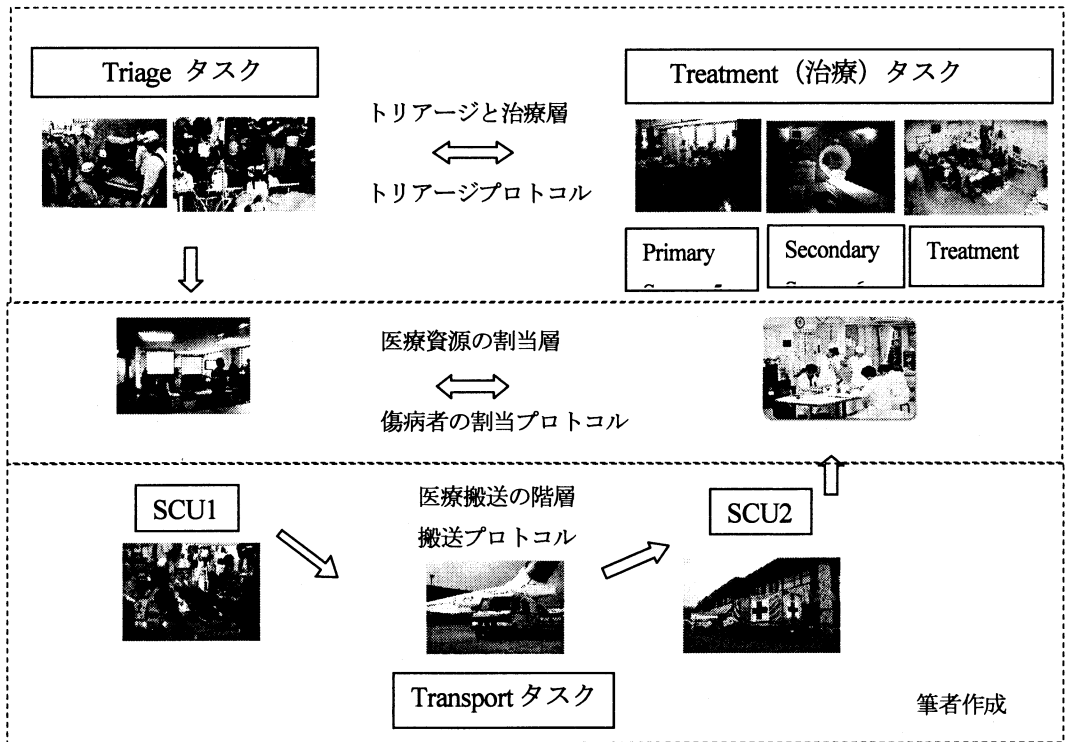 Triage タスク
Treatment（治療）タスク
トリアージと治療層
トリアージプロトコル
Primary
Secondary
Treatment
医療資源の割当層
傷病者の割当プロトコル
SCU1
医療搬送の階層
搬送プロトコル
SCU2
Transport タスク
筆者作成